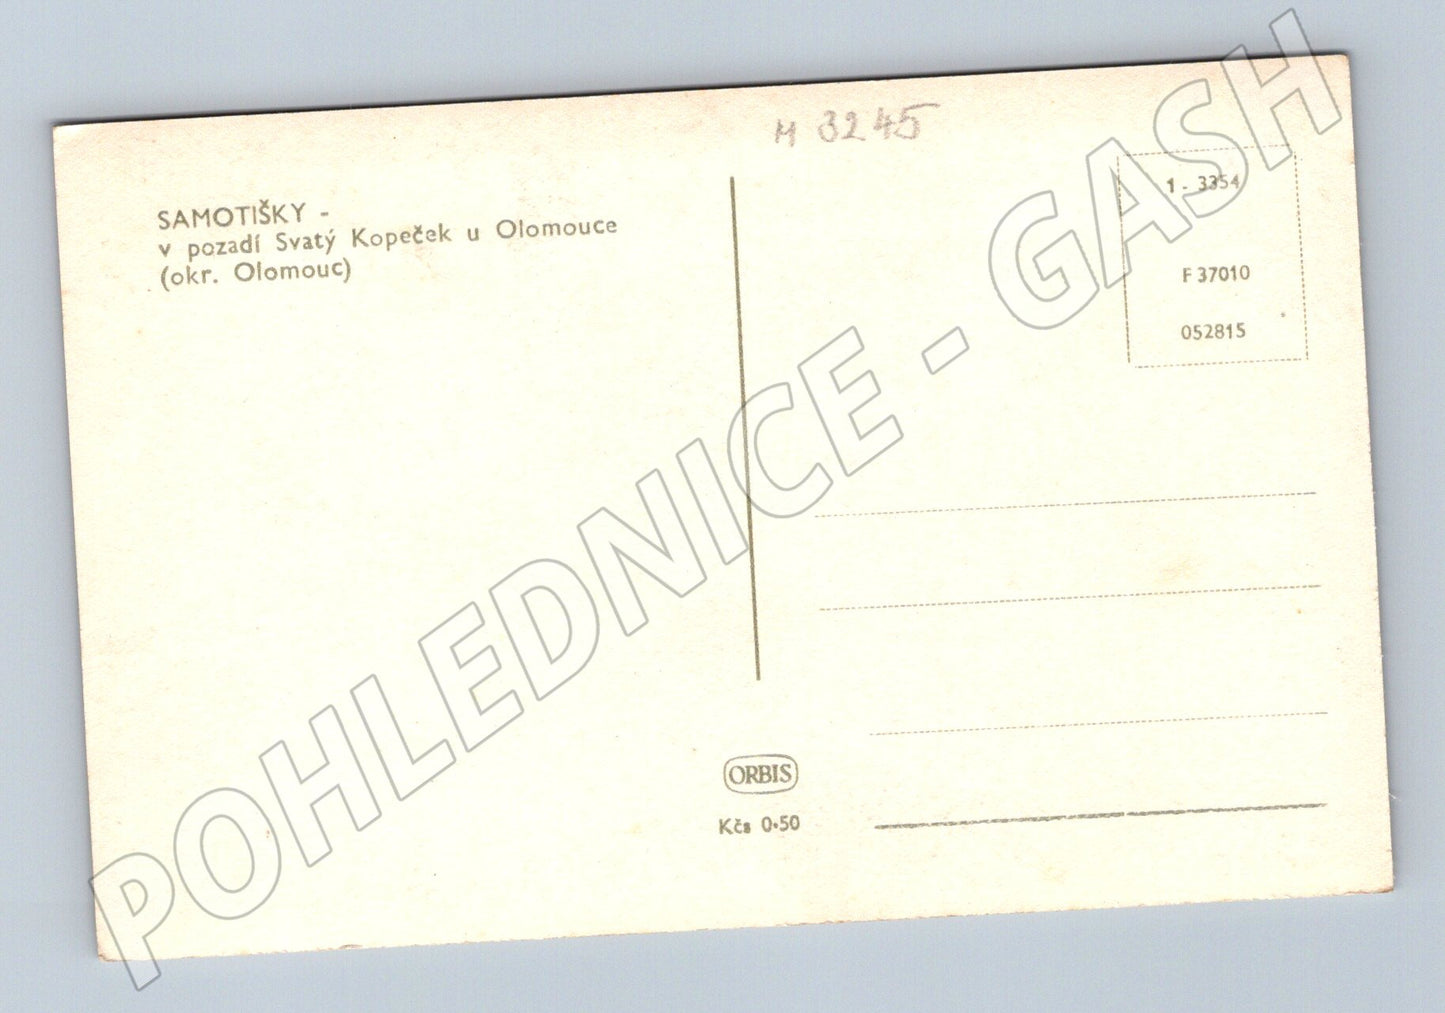 M 3245
SAMOTIŠKY -
v pozadí Svatý Kopeček u Olomouce
(okr. Olomouc)
1 - 3354
F 37010
052815
ORBIS
Kčs 0·50
POHLEDNICE - GASH